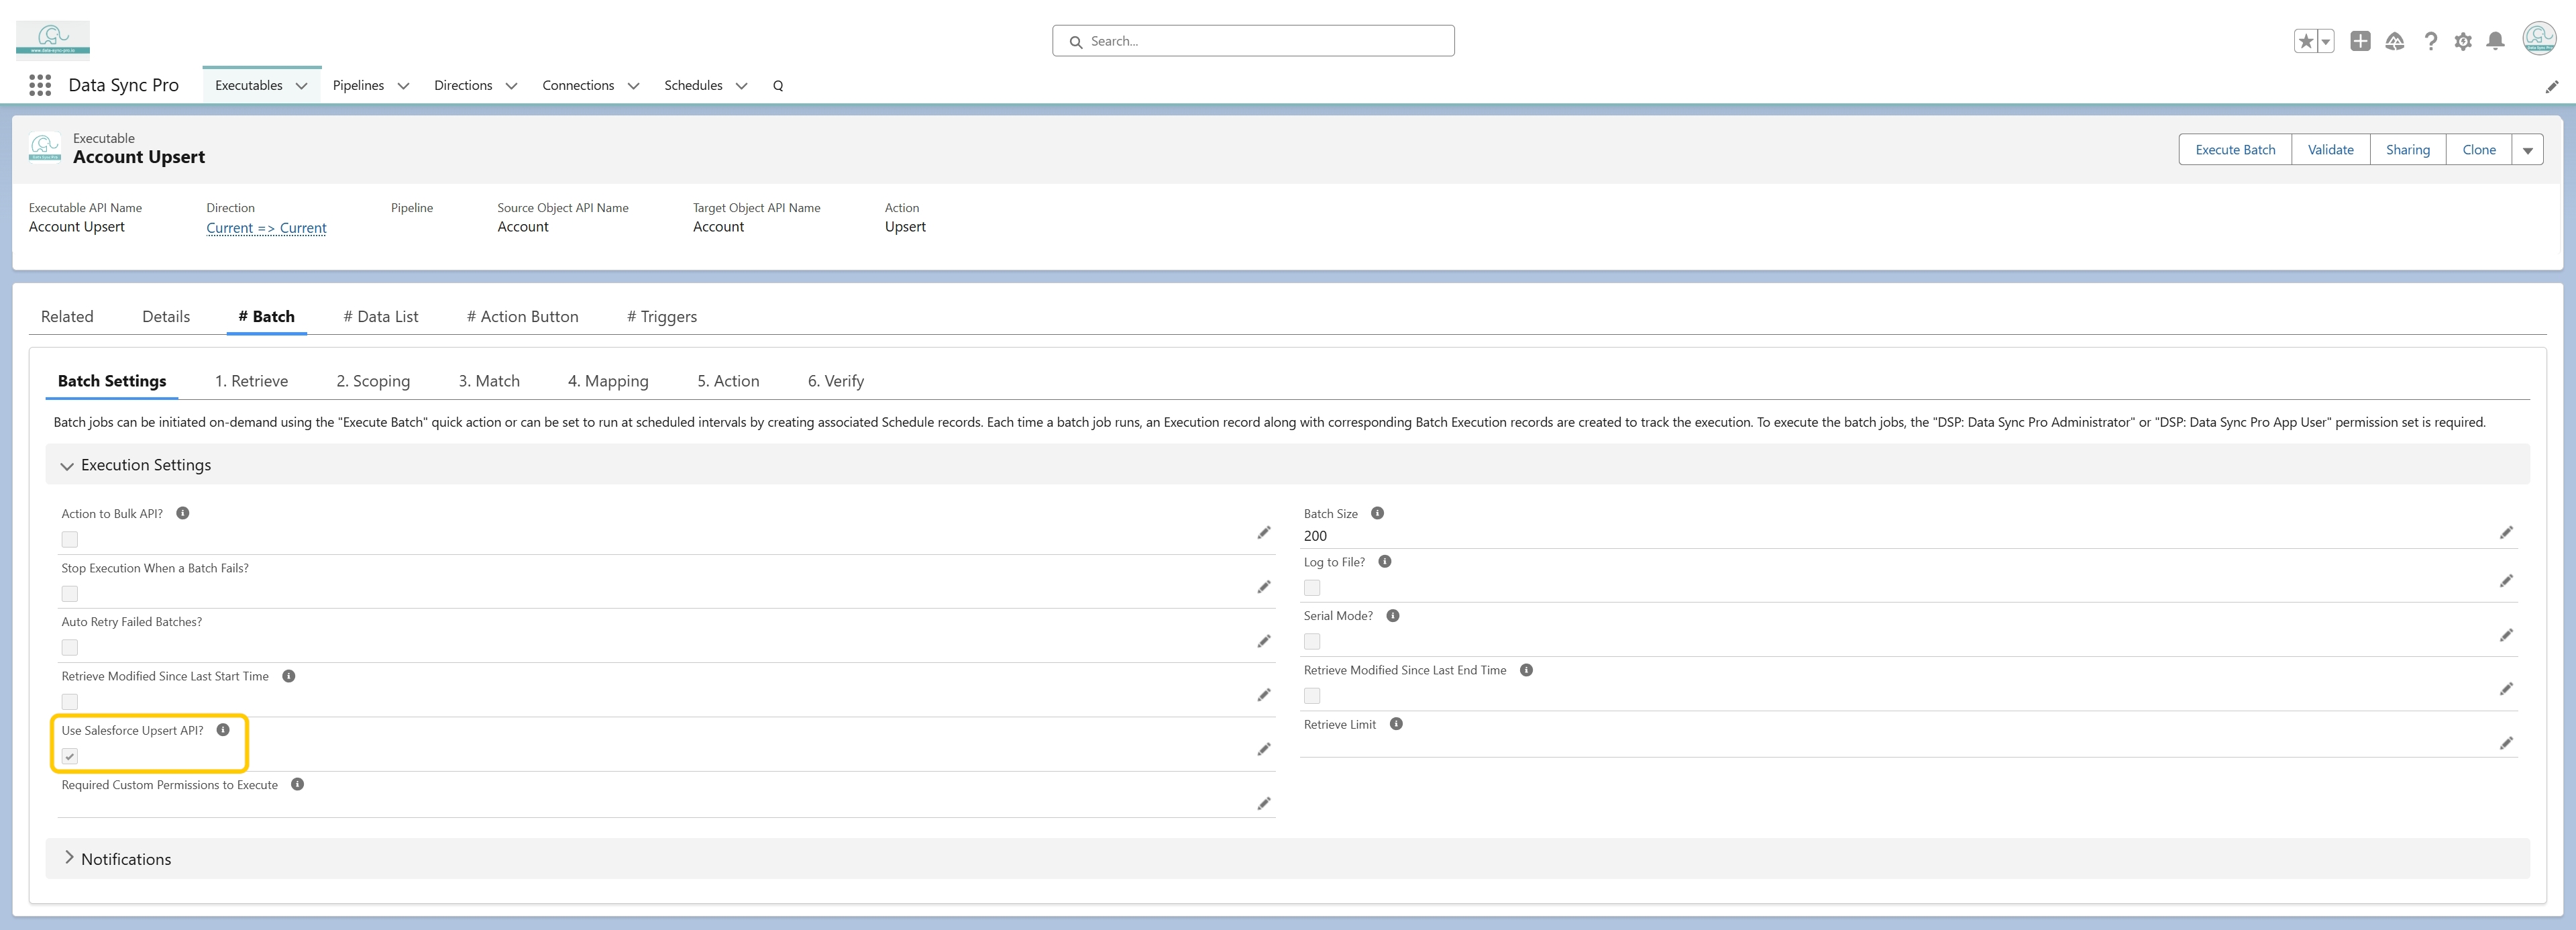 www.data-sync-pro.io
Search...
Data Sync Pro
Executables
Pipelines
Directions
Connections
Schedules
Q
Executable
Account Upsert
Execute Batch
Validate
Sharing
Clone
Executable API Name
Direction
Pipeline
Source Object API Name
Target Object API Name
Action
Account Upsert
Current => Current
Account
Account
Upsert
Related
Details
# Batch
# Data List
# Action Button
# Triggers
Batch Settings
1. Retrieve
2. Scoping
3. Match
4. Mapping
5. Action
6. Verify
Batch jobs can be initiated on-demand using the "Execute Batch" quick action or can be set to run at scheduled intervals by creating associated Schedule records. Each time a batch job runs, an Execution record along with corresponding Batch Execution records are created to track the execution. To execute the batch jobs, the "DSP: Data Sync Pro Administrator" or "DSP: Data Sync Pro App User" permission set is required.
Execution Settings
Action to Bulk API?
Batch Size
200
Stop Execution When a Batch Fails?
Log to File?
Auto Retry Failed Batches?
Serial Mode?
Retrieve Modified Since Last Start Time
Retrieve Modified Since Last End Time
Use Salesforce Upsert API?
Retrieve Limit
Required Custom Permissions to Execute
Notifications